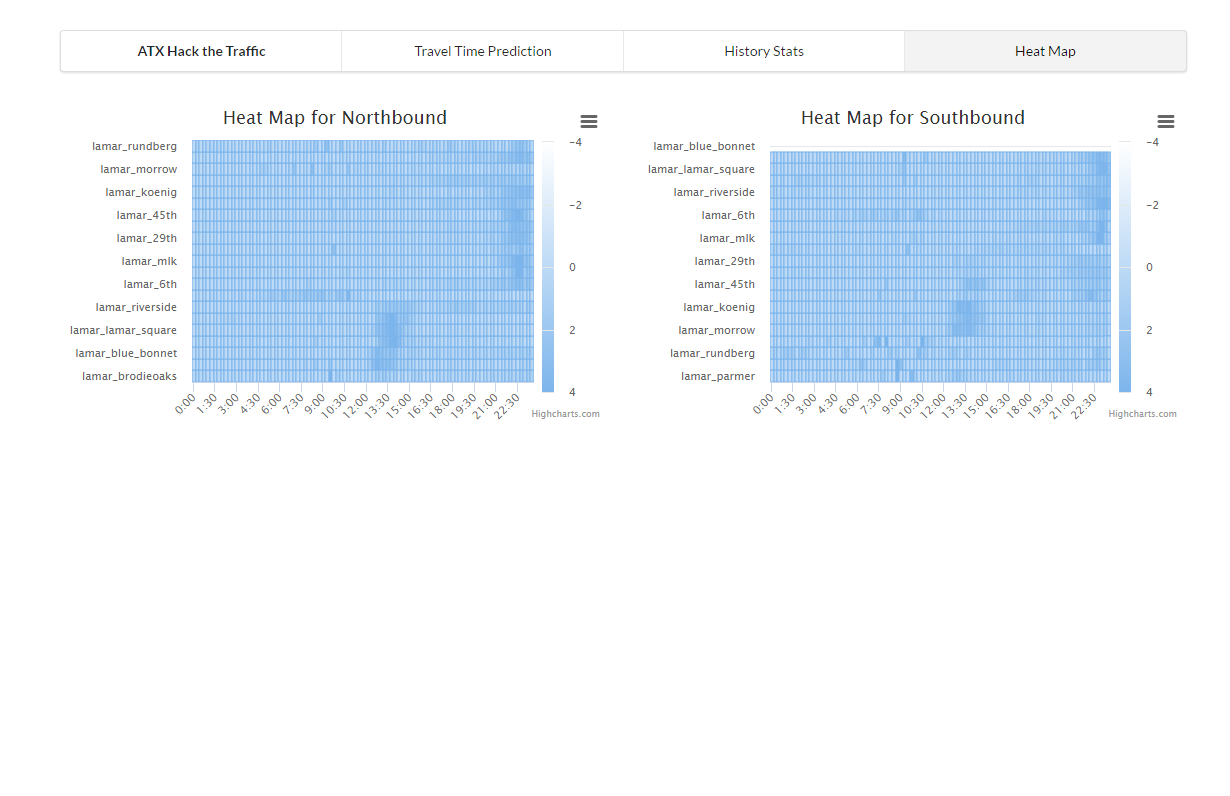 ATX Hack the Traffic Travel Time Prediction History Stats Heat Map
Heat Map for Northbound
lamar_rundberg
lamar_morrow
lamar_koenig
lamar_45th
lamar_29th
lamar_mlk
lamar_6th
lamar_riverside
lamar_lamar_square
lamar_blue_bonnet
lamar_brodieoaks
0:00 1:30 3:00 4:30 6:00 7:30 9:00 10:30 12:00 13:30 15:00 16:30 18:00 19:30 21:00 22:30
−4
−2
0
2
4
Highcharts.com
Heat Map for Southbound
lamar_blue_bonnet
lamar_lamar_square
lamar_riverside
lamar_6th
lamar_mlk
lamar_29th
lamar_45th
lamar_koenig
lamar_morrow
lamar_rundberg
lamar_parmer
0:00 1:30 3:00 4:30 6:00 7:30 9:00 10:30 12:00 13:30 15:00 16:30 18:00 19:30 21:00 22:30
−4
−2
0
2
4
Highcharts.com